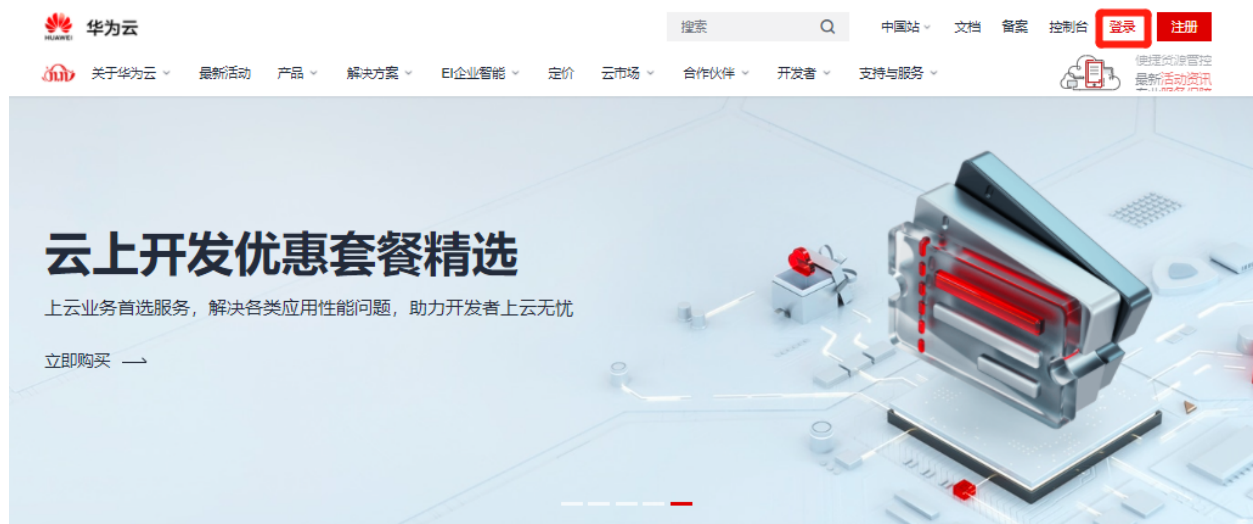 HUAWEI 华为云 搜索 中国站 文档 备案 控制台 登录 注册
关于华为云 最新活动 产品 解决方案 EI企业智能 定价 云市场 合作伙伴 开发者 支持与服务
便捷资源管控
最新活动资讯
云上开发优惠套餐精选
上云业务首选服务，解决各类应用性能问题，助力开发者上云无忧
立即购买